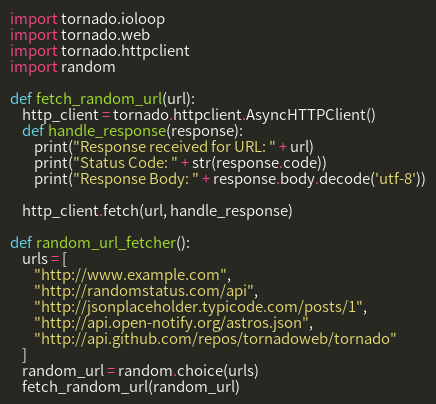 import tornado.ioloop
import tornado.web
import tornado.httpclient
import random

def fetch_random_url(url):
    http_client = tornado.httpclient.AsyncHTTPClient()
    def handle_response(response):
        print("Response received for URL: " + url)
        print("Status Code: " + str(response.code))
        print("Response Body: " + response.body.decode('utf-8'))

    http_client.fetch(url, handle_response)

def random_url_fetcher():
    urls = [
        "http://www.example.com",
        "http://randomstatus.com/api",
        "http://jsonplaceholder.typicode.com/posts/1",
        "http://api.open-notify.org/astros.json",
        "http://api.github.com/repos/tornadoweb/tornado"
    ]
    random_url = random.choice(urls)
    fetch_random_url(random_url)